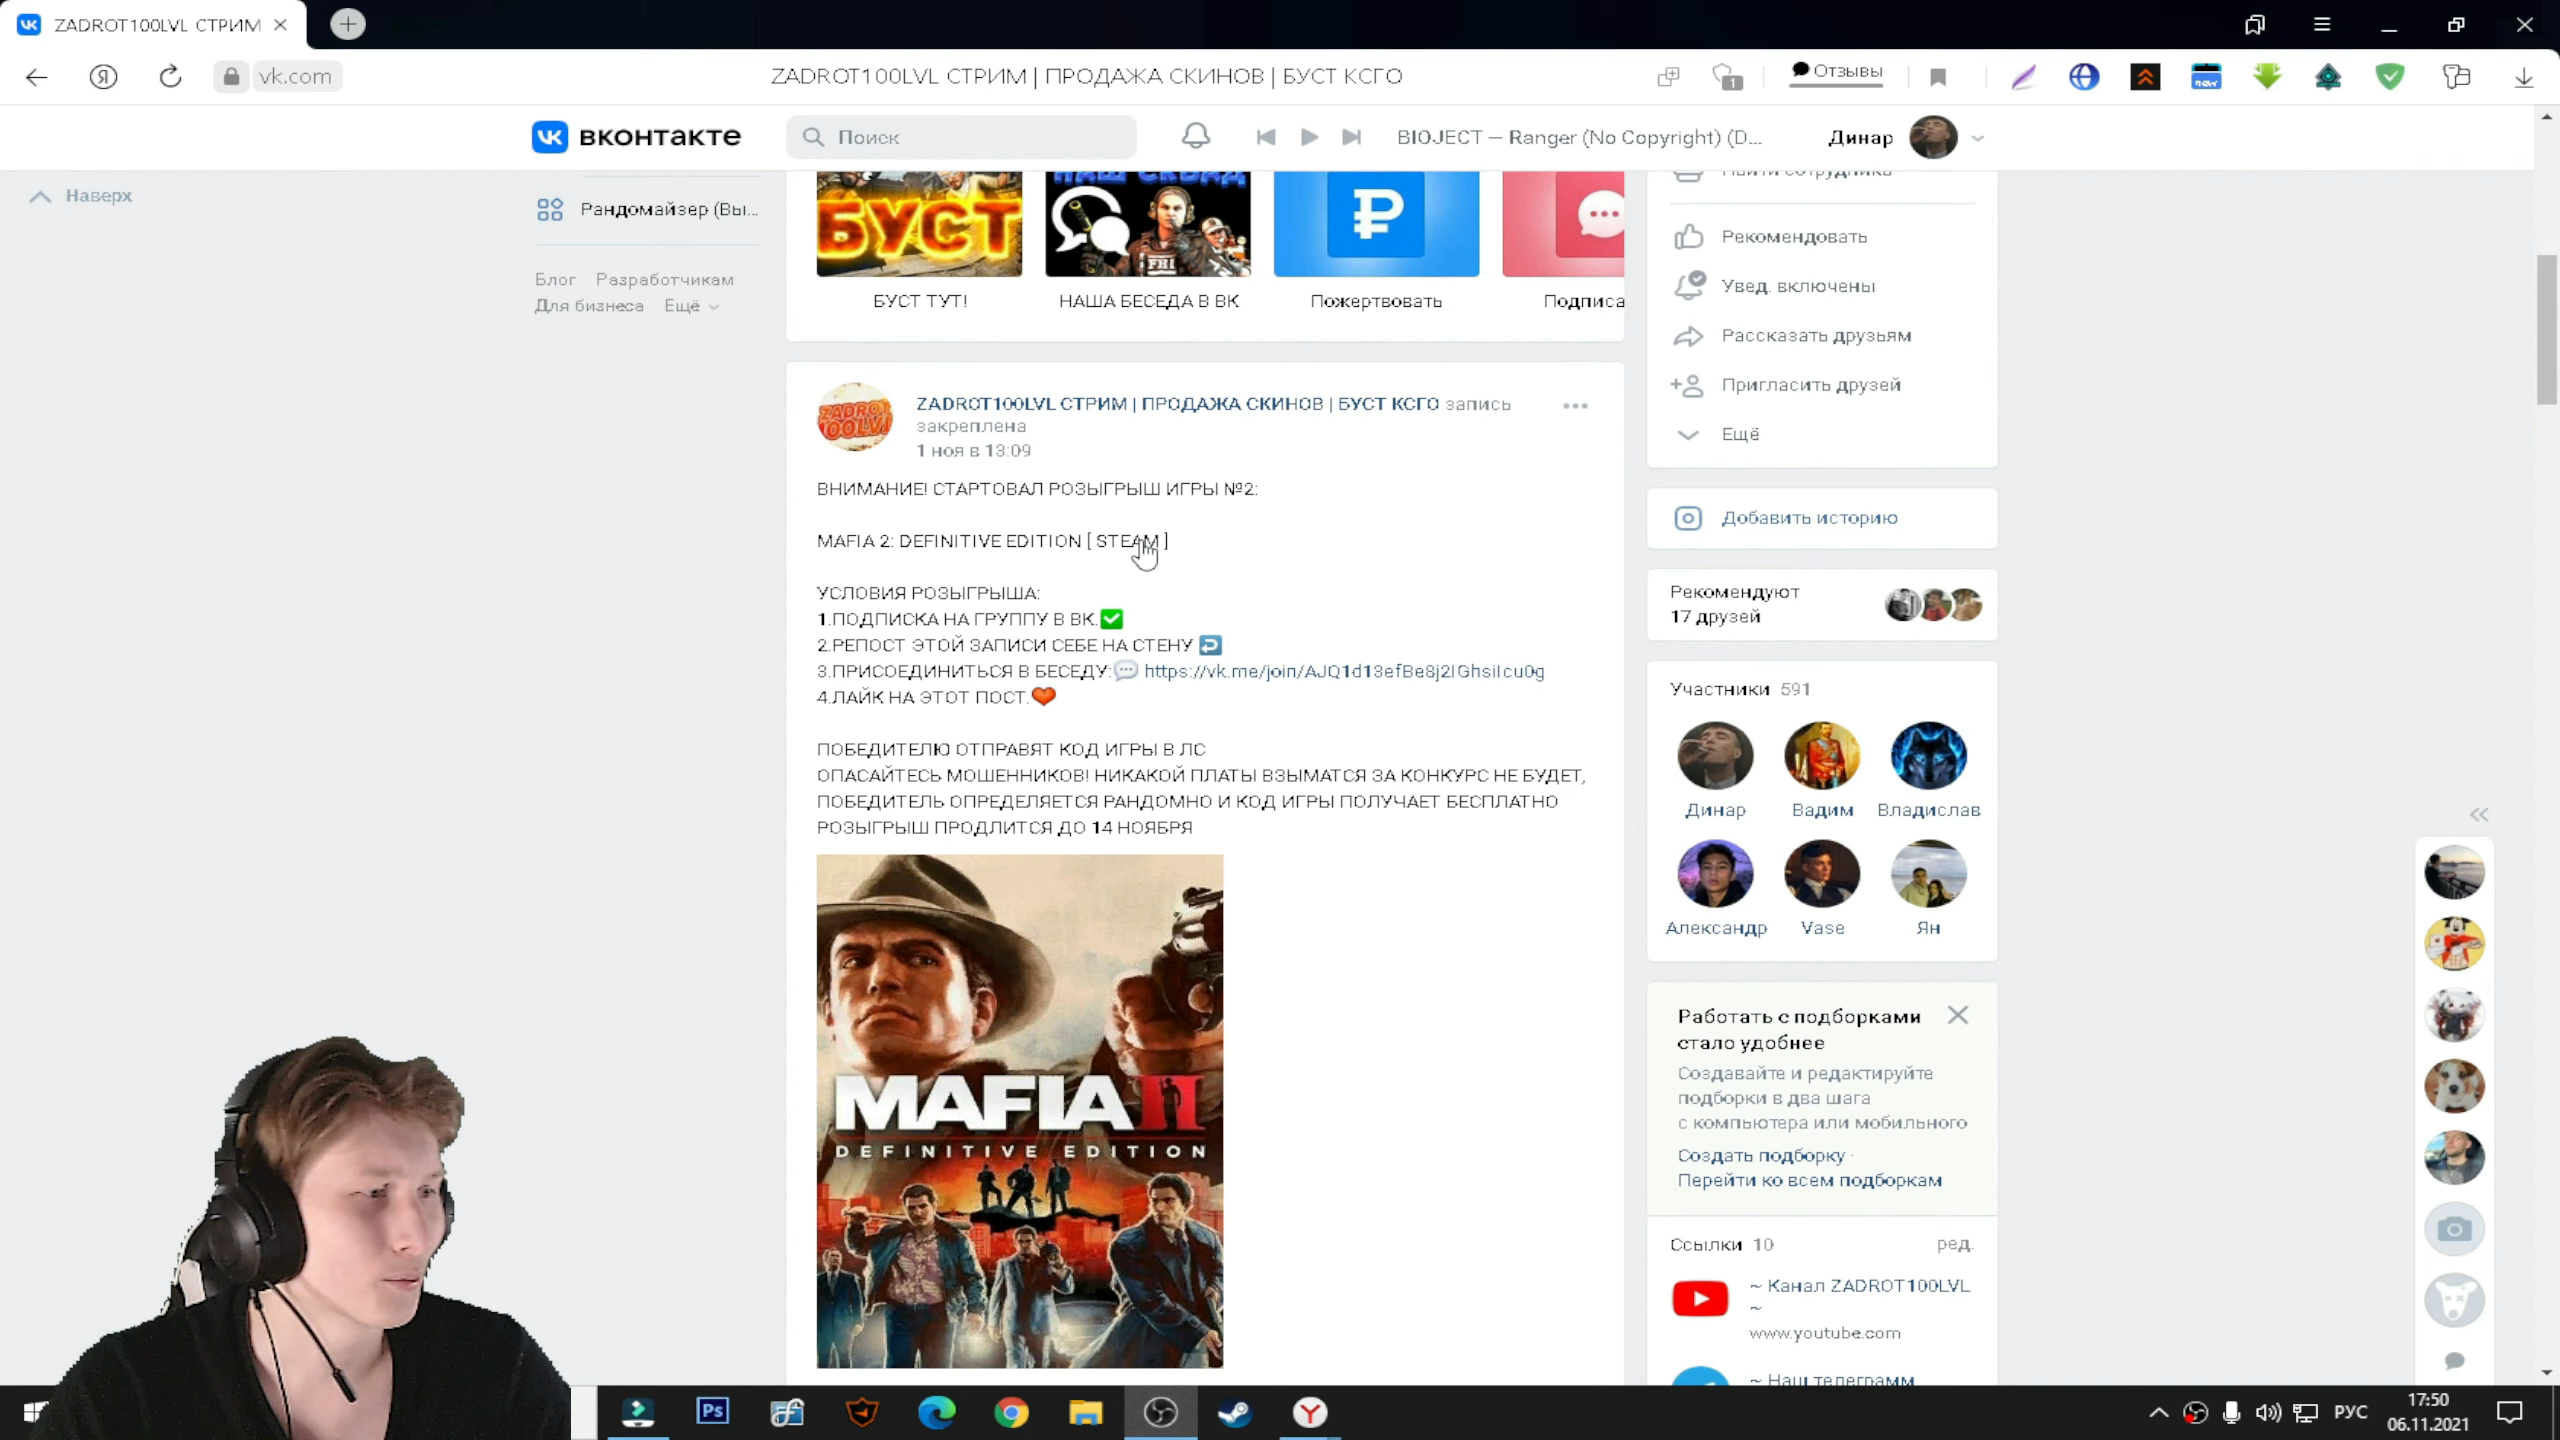 ZADROT100LVL СТРИМ
vk.com
ZADROT100LVL СТРИМ | ПРОДАЖА СКИНОВ | БУСТ КСГО
1
Отзывы
new
вконтакте
Поиск
BIOJECT — Ranger (No Copyright) (D...
Динар
Наверх
Рандомайзер (Вы...
Блог Разработчикам
Для бизнеса Ещё
БУСТ
FBI
БУСТ ТУТ!
НАША БЕСЕДА В ВК
Пожертвовать
Подписа
ZADROT100LVL СТРИМ | ПРОДАЖА СКИНОВ | БУСТ КСГО запись
закреплена
1 ноя в 13:09
ВНИМАНИЕ! СТАРТОВАЛ РОЗЫГРЫШ ИГРЫ №2:
MAFIA 2: DEFINITIVE EDITION [ STEAM ]
УСЛОВИЯ РОЗЫГРЫША:
1.ПОДПИСКА НА ГРУППУ В ВК.✅
2.РЕПОСТ ЭТОЙ ЗАПИСИ СЕБЕ НА СТЕНУ ↩
3.ПРИСОЕДИНИТЬСЯ В БЕСЕДУ:💬 https://vk.me/join/AJQ1d13efBe8j2IGhsiIcu0g
4.ЛАЙК НА ЭТОТ ПОСТ.❤
ПОБЕДИТЕЛЮ ОТПРАВЯТ КОД ИГРЫ В ЛС
ОПАСАЙТЕСЬ МОШЕННИКОВ! НИКАКОЙ ПЛАТЫ ВЗЫМАТСЯ ЗА КОНКУРС НЕ БУДЕТ,
ПОБЕДИТЕЛЬ ОПРЕДЕЛЯЕТСЯ РАНДОМНО И КОД ИГРЫ ПОЛУЧАЕТ БЕСПЛАТНО
РОЗЫГРЫШ ПРОДЛИТСЯ ДО 14 НОЯБРЯ
MAFIA II
DEFINITIVE EDITION
Рекомендовать
Увед. включены
Рассказать друзьям
Пригласить друзей
Ещё
Добавить историю
Рекомендуют
17 друзей
Участники 591
Динар Вадим Владислав
Александр Vase Ян
Работать с подборками
стало удобнее
Создавайте и редактируйте
подборки в два шага
с компьютера или мобильного
Создать подборку ·
Перейти ко всем подборкам
Ссылки 10 ред.
~ Канал ZADROT100LVL
~
www.youtube.com
~ Наш телеграмм
Ps
РУС
17:50
06.11.2021